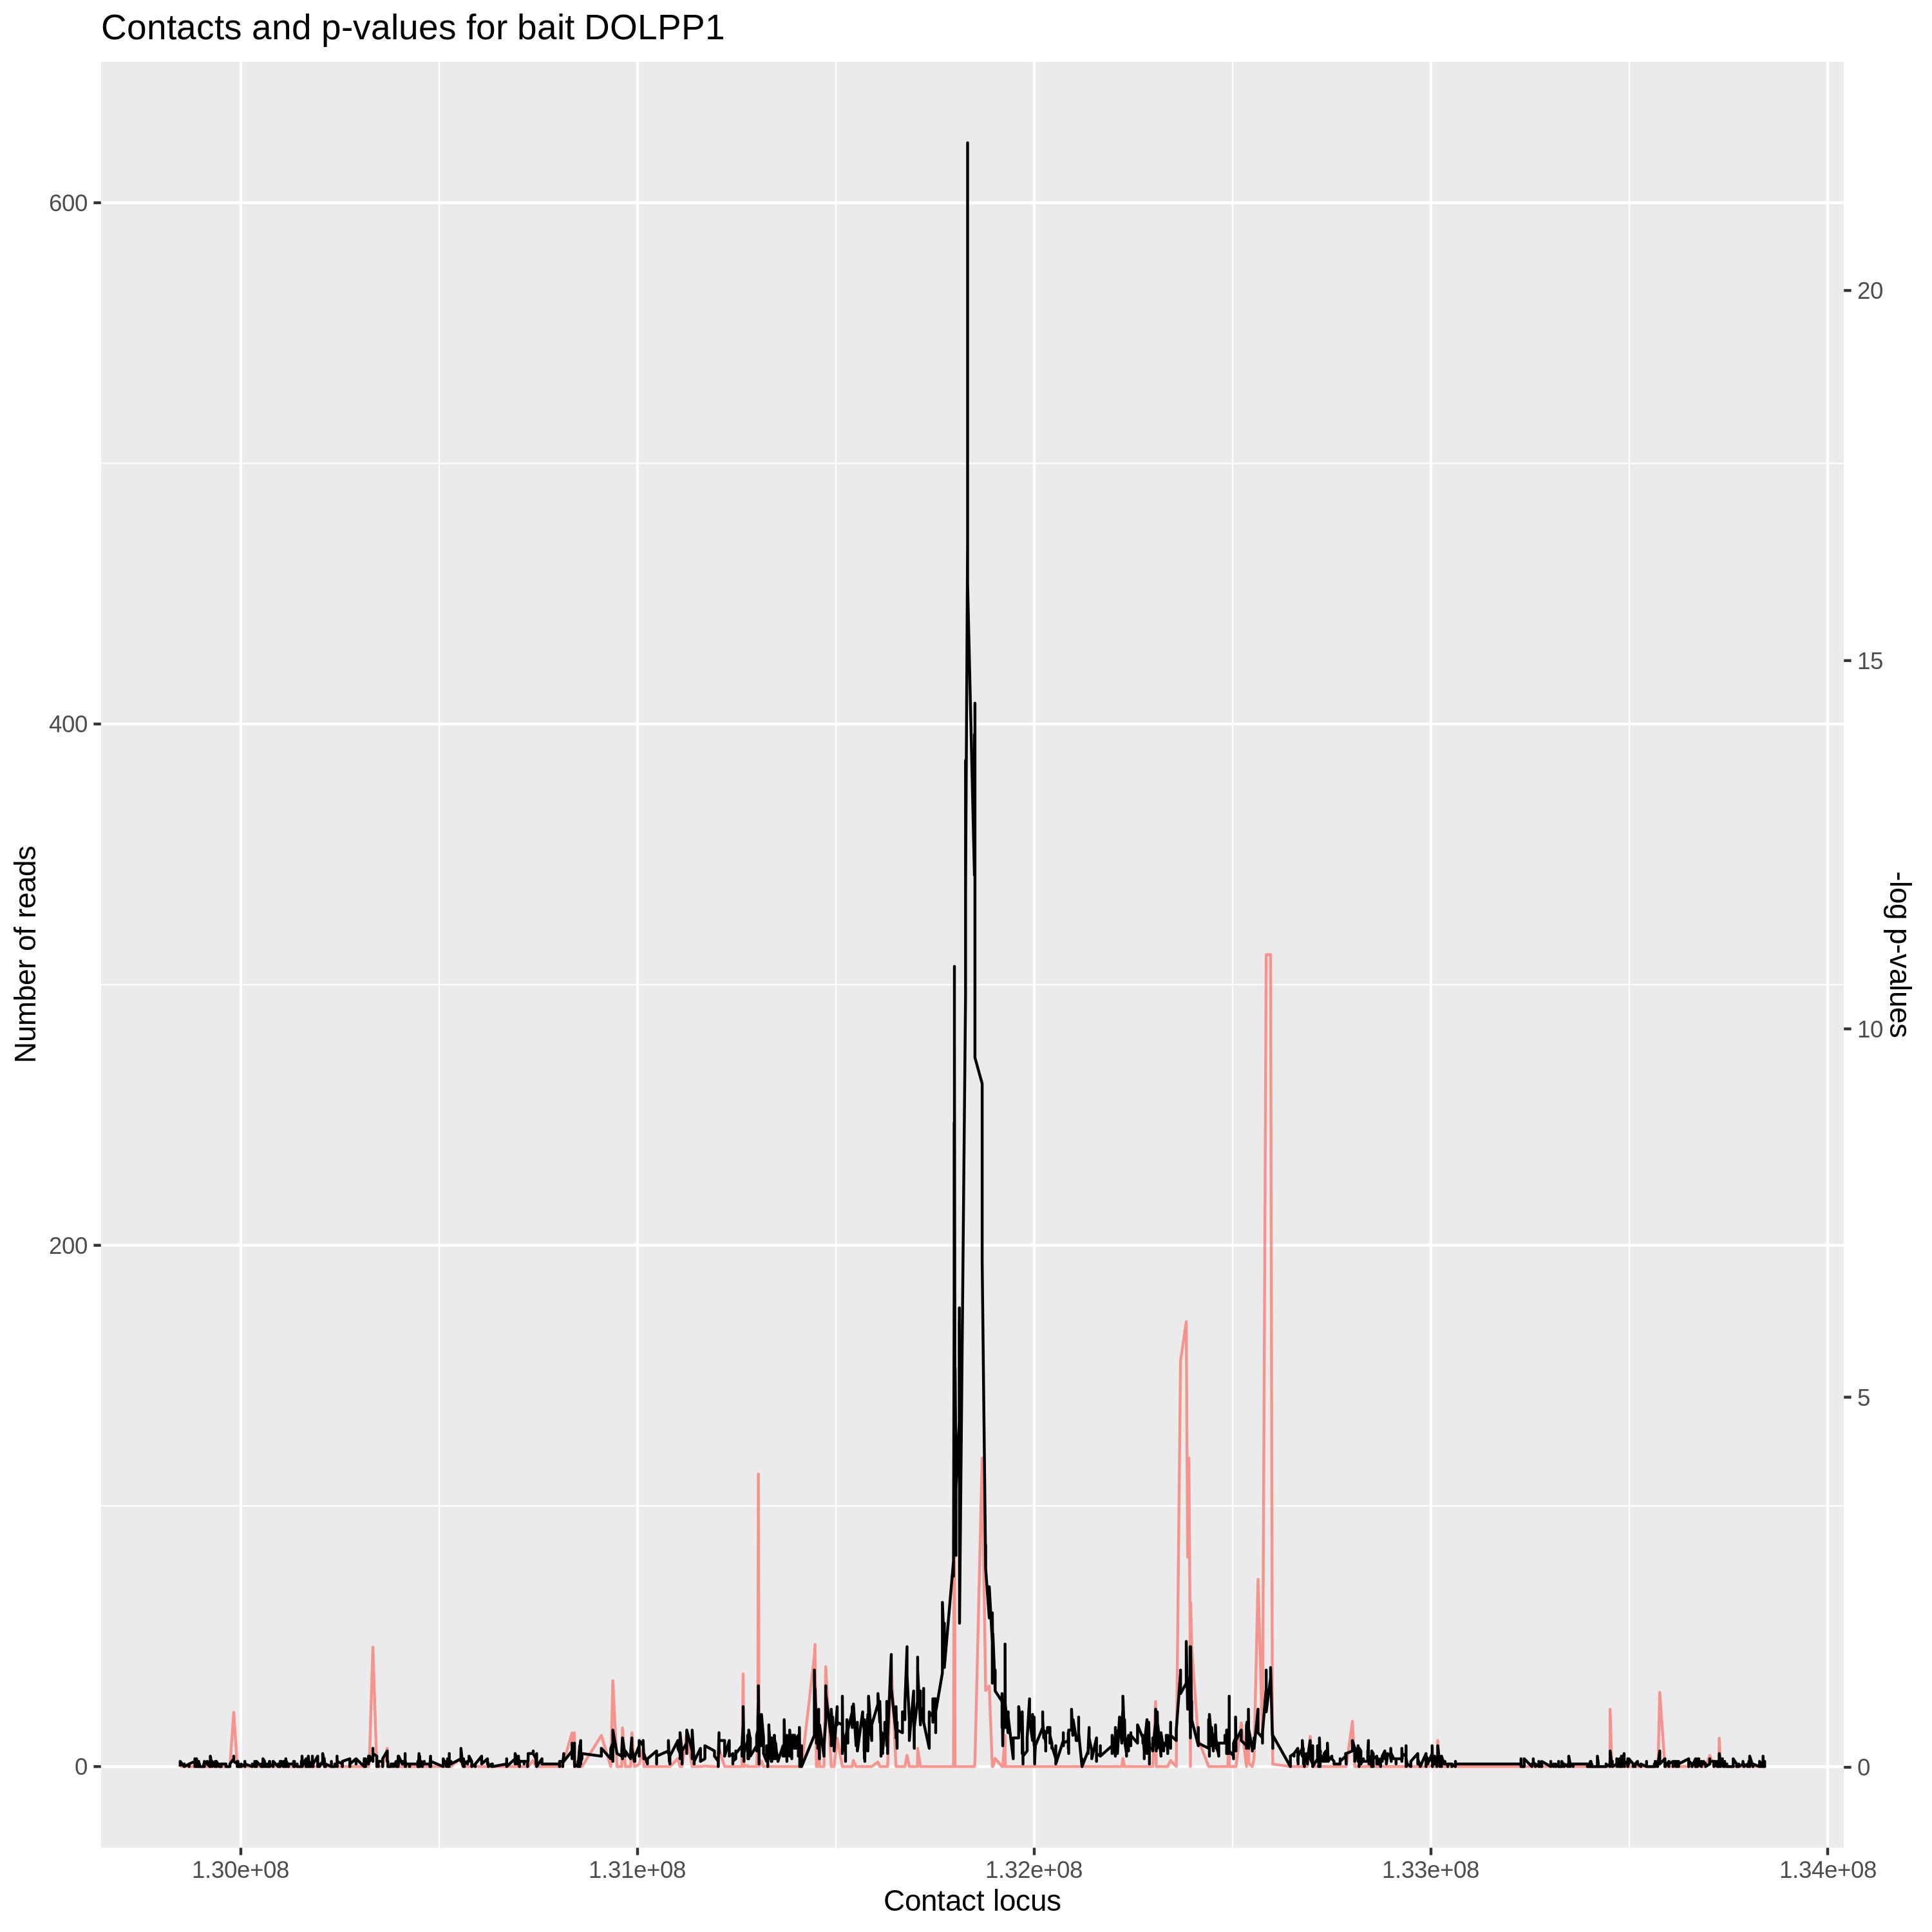 Contacts and p-values for bait DOLPP1
600
400
200
0
Number of reads
20
15
10
5
0
-log p-values
1.30e+08 1.31e+08 1.32e+08 1.33e+08 1.34e+08
Contact locus